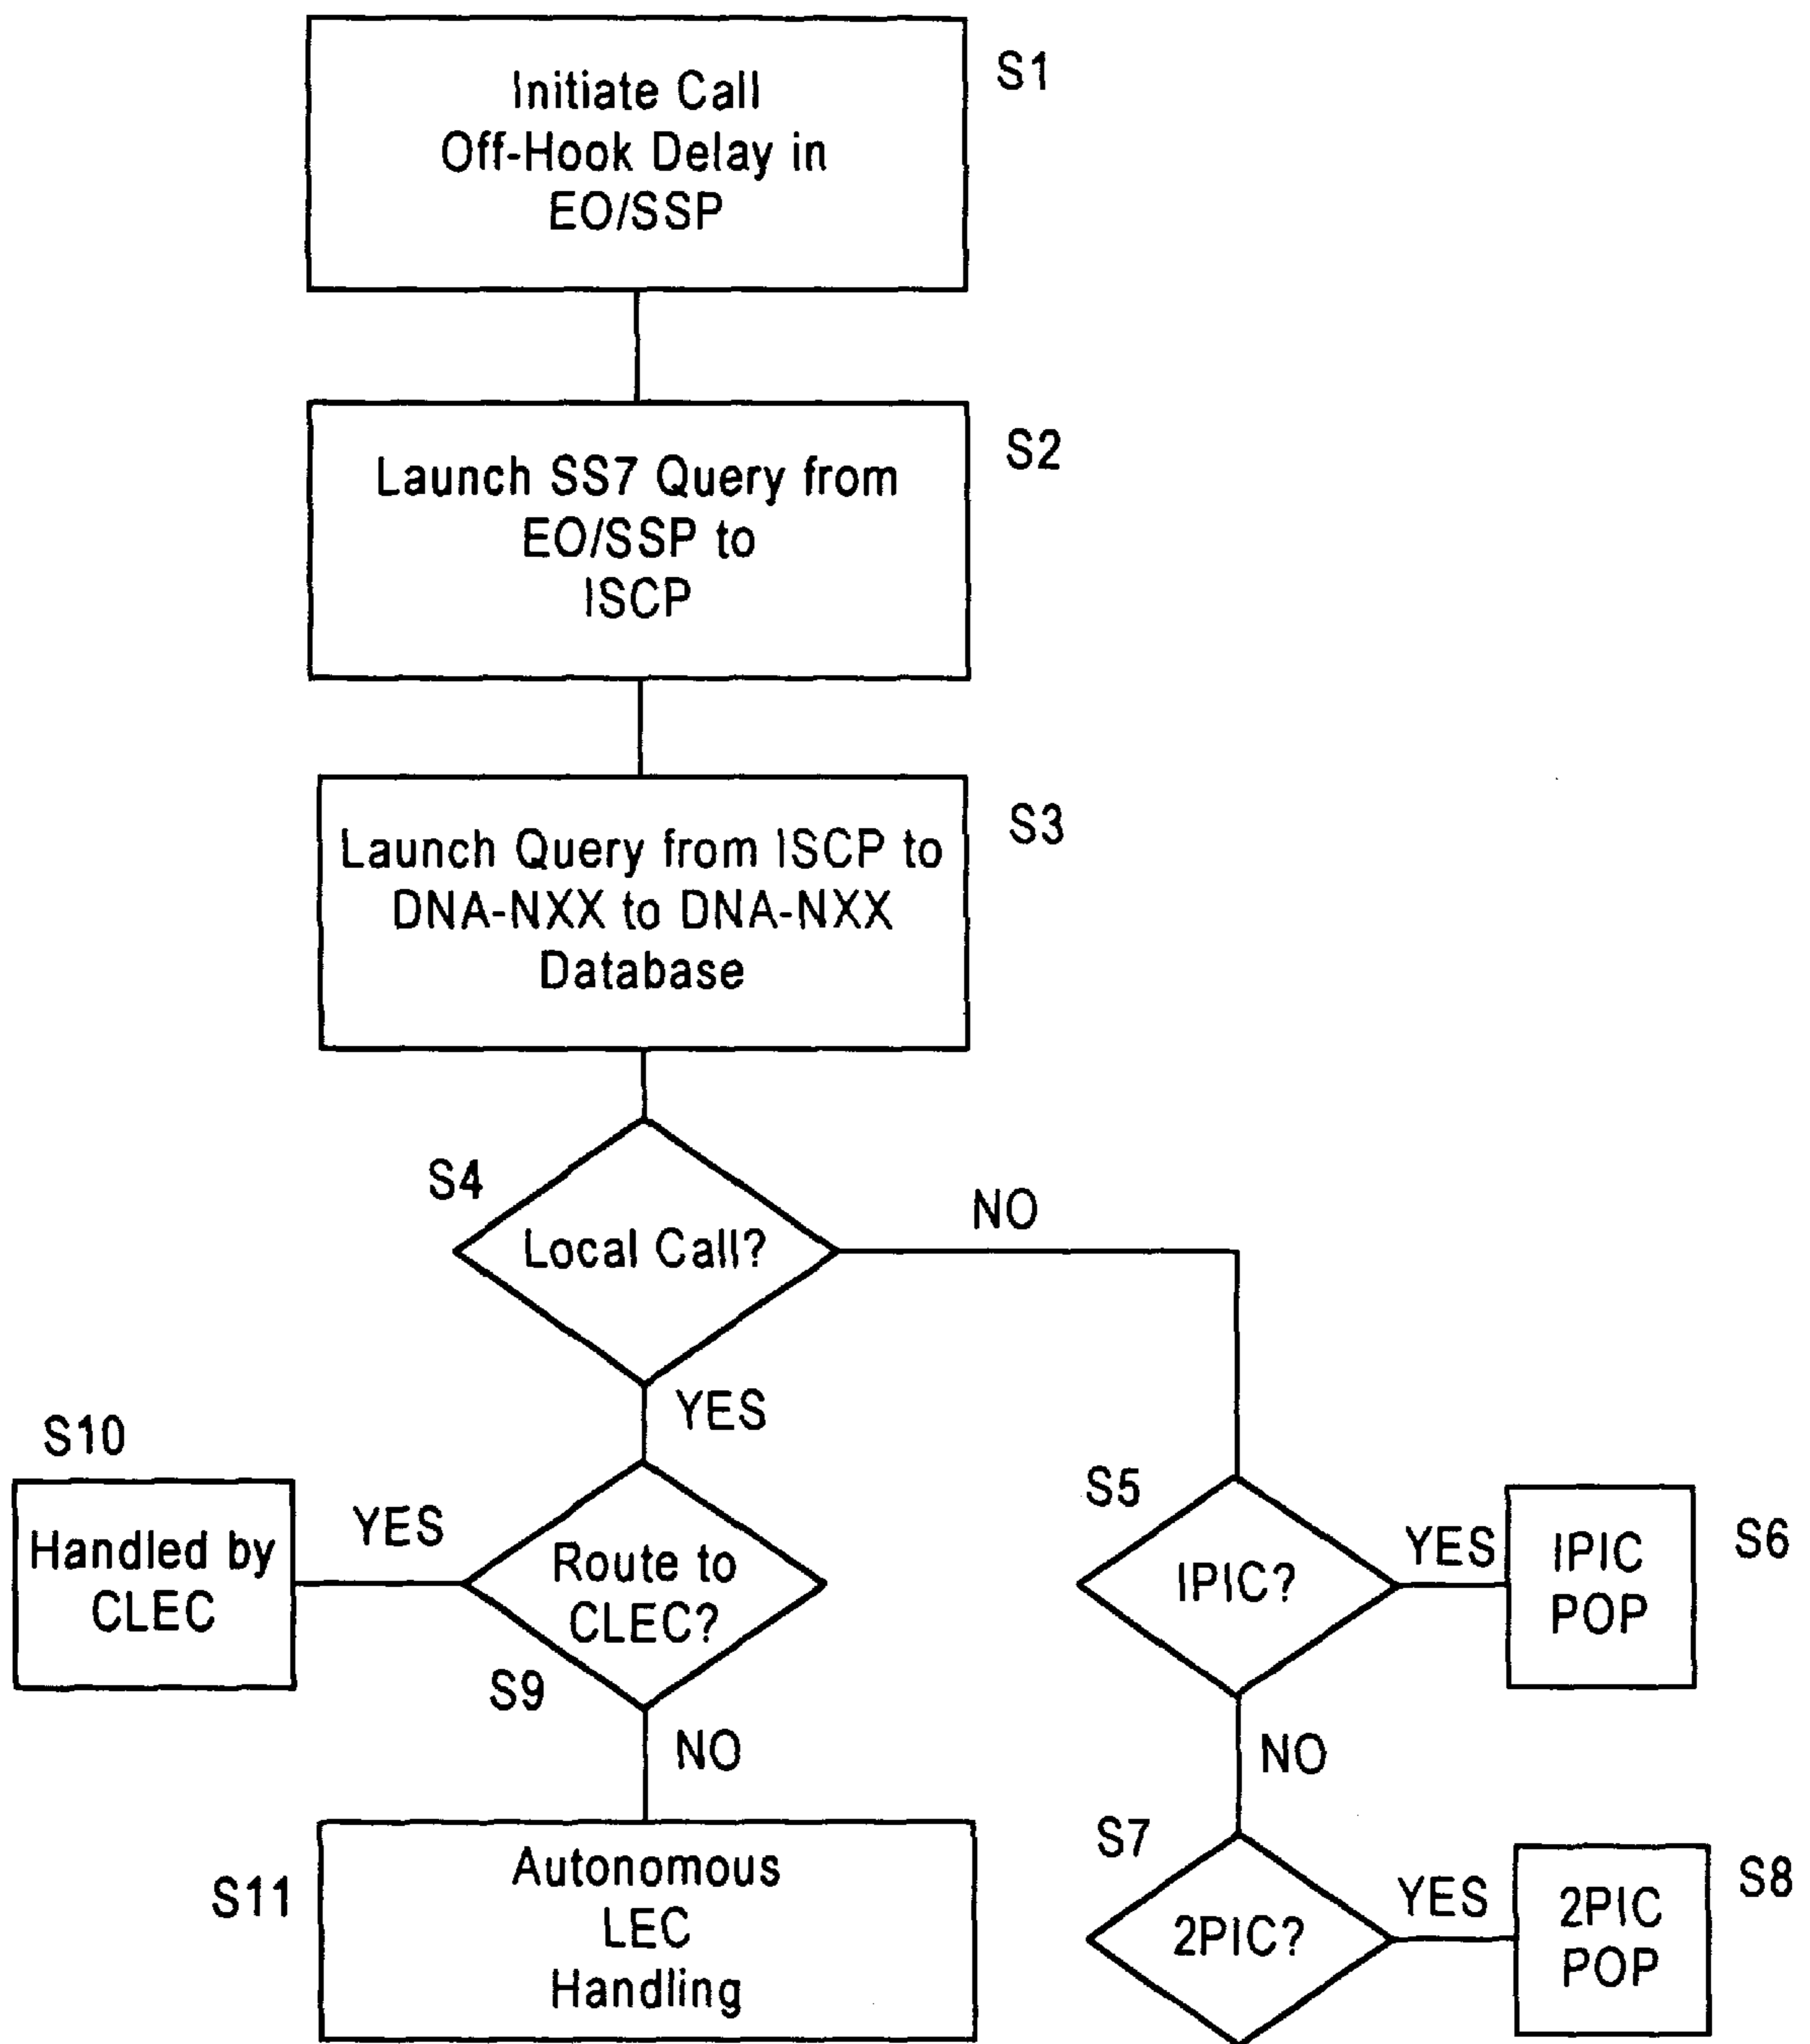 Initiate Call
Off-Hook Delay in
EO/SSP
S1
Launch SS7 Query from
EO/SSP to
ISCP
S2
Launch Query from ISCP to
DNA-NXX to DNA-NXX
Database
S3
S4
Local Call?
NO
YES
S10
Handled by
CLEC
YES
Route to
CLEC?
S9
NO
S11
Autonomous
LEC
Handling
S5
IPIC?
YES
IPIC
POP
S6
NO
S7
2PIC?
YES
2PIC
POP
S8